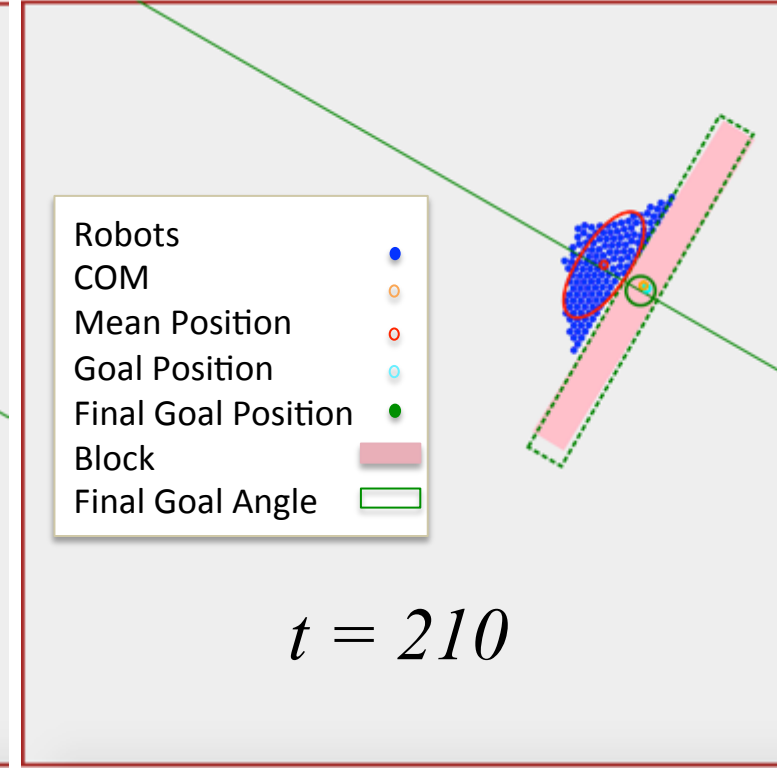 Robots
COM
Mean Position
Goal Position
Final Goal Position
Block
Final Goal Angle
t = 210